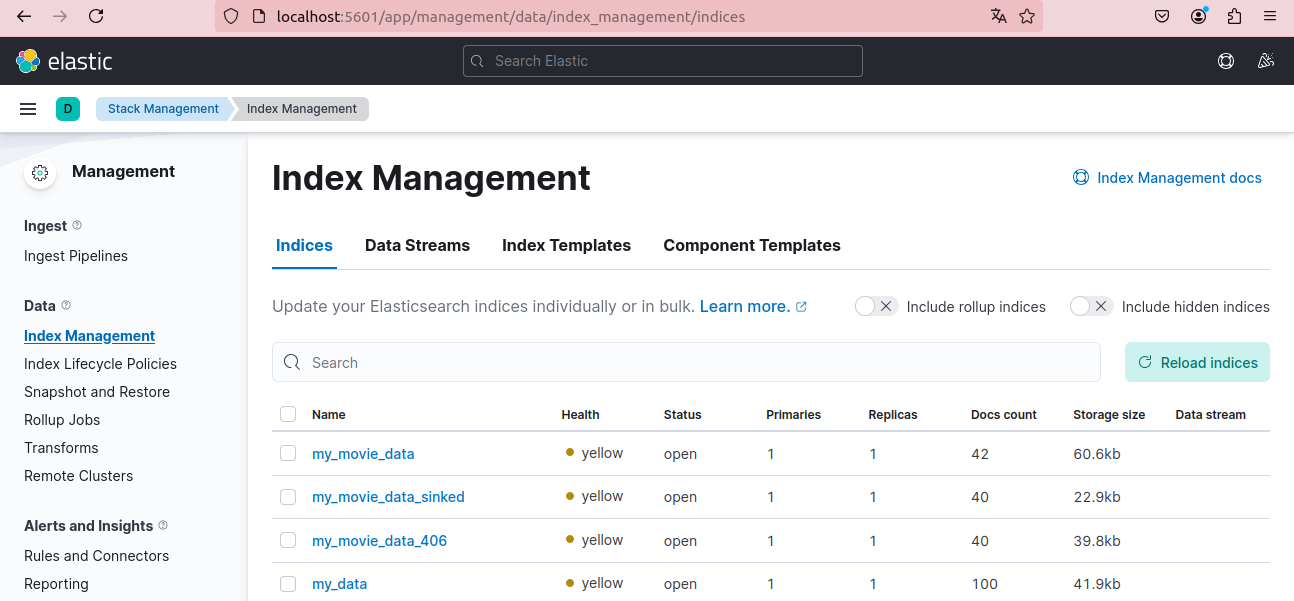 localhost:5601/app/management/data/index_management/indices
elastic
Search Elastic
D
Stack Management
Index Management
Management
Ingest
Ingest Pipelines
Data
Index Management
Index Lifecycle Policies
Snapshot and Restore
Rollup Jobs
Transforms
Remote Clusters
Alerts and Insights
Rules and Connectors
Reporting
Index Management
Index Management docs
Indices Data Streams Index Templates Component Templates
Update your Elasticsearch indices individually or in bulk. Learn more.
Include rollup indices
Include hidden indices
Search
Reload indices
Name Health Status Primaries Replicas Docs count Storage size Data stream
my_movie_data yellow open 1 1 42 60.6kb
my_movie_data_sinked yellow open 1 1 40 22.9kb
my_movie_data_406 yellow open 1 1 40 39.8kb
my_data yellow open 1 1 100 41.9kb